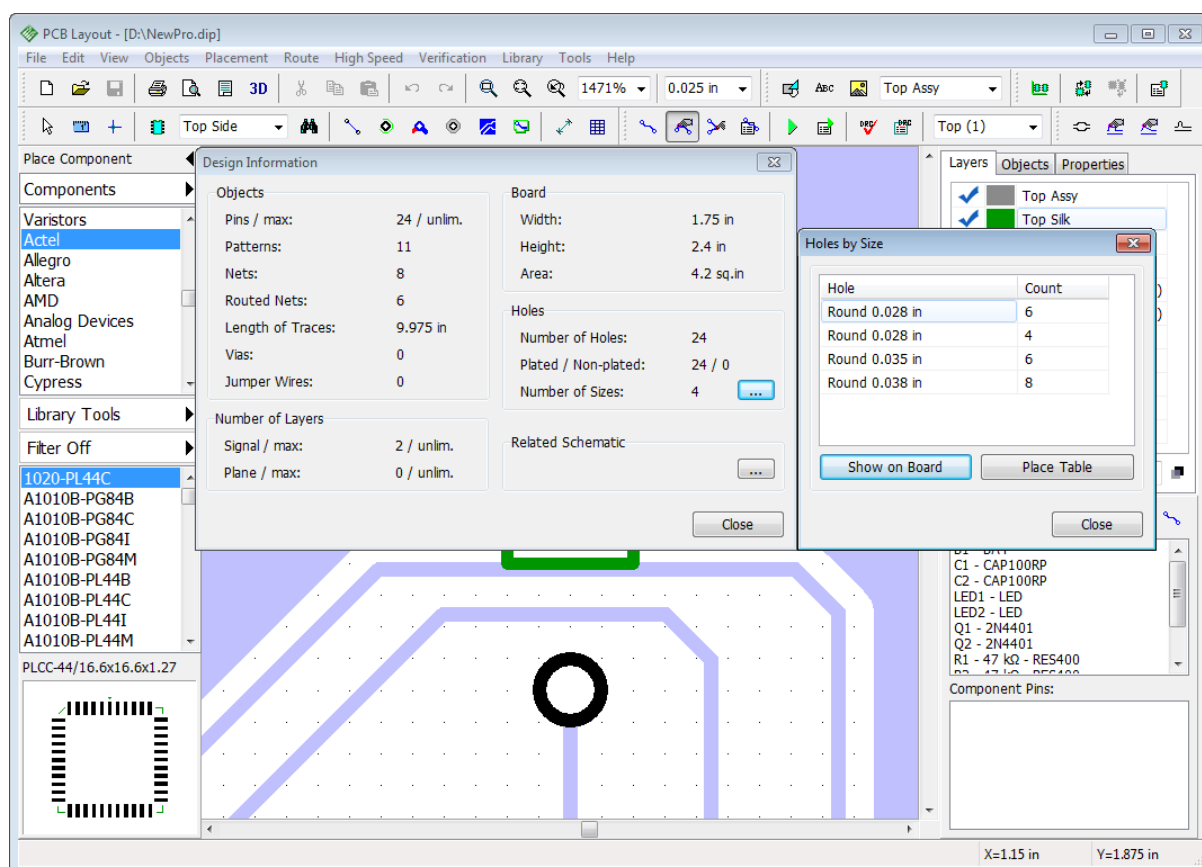 PCB Layout - [D:\NewPro.dip]
File Edit View Objects Placement Route High Speed Verification Library Tools Help
3D 1471% 0.025 in ABC Top Assy
Top Side DRC DRC Top (1)
Place Component
Components
Varistors
Actel
Allegro
Altera
AMD
Analog Devices
Atmel
Burr-Brown
Cypress
Library Tools
Filter Off
1020-PL44C
A1010B-PG84B
A1010B-PG84C
A1010B-PG84I
A1010B-PG84M
A1010B-PL44B
A1010B-PL44C
A1010B-PL44I
A1010B-PL44M
PLCC-44/16.6x16.6x1.27
Design Information
Objects
Pins / max: 24 / unlim.
Patterns: 11
Nets: 8
Routed Nets: 6
Length of Traces: 9.975 in
Vias: 0
Jumper Wires: 0
Number of Layers
Signal / max: 2 / unlim.
Plane / max: 0 / unlim.
Board
Width: 1.75 in
Height: 2.4 in
Area: 4.2 sq.in
Holes
Number of Holes: 24
Plated / Non-plated: 24 / 0
Number of Sizes: 4 ...
Related Schematic
...
Close
Layers Objects Properties
Top Assy
Top Silk
Holes by Size
Hole Count
Round 0.028 in 6
Round 0.028 in 4
Round 0.035 in 6
Round 0.038 in 8
Show on Board Place Table
Close
C1 - CAP100RP
C2 - CAP100RP
LED1 - LED
LED2 - LED
Q1 - 2N4401
Q2 - 2N4401
R1 - 47 kΩ - RES400
Component Pins:
X=1.15 in Y=1.875 in